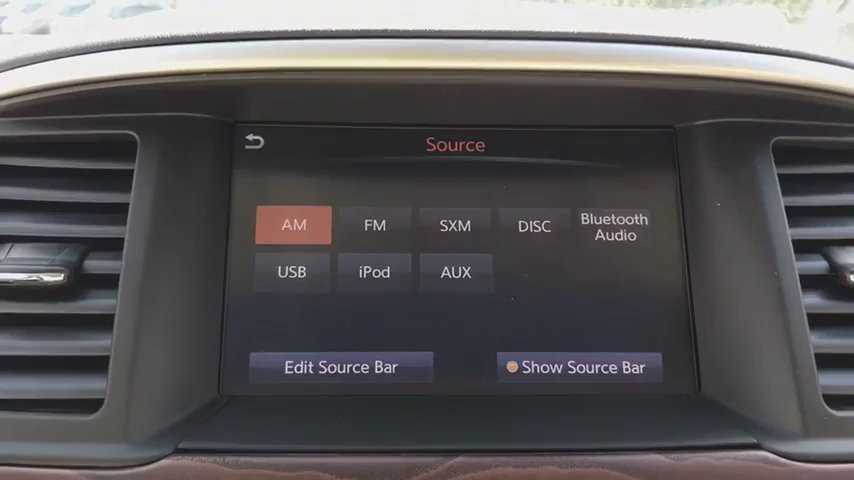 Source
AM
FM
SXM
DISC
Bluetooth
Audio
USB
iPod
AUX
Edit Source Bar
Show Source Bar